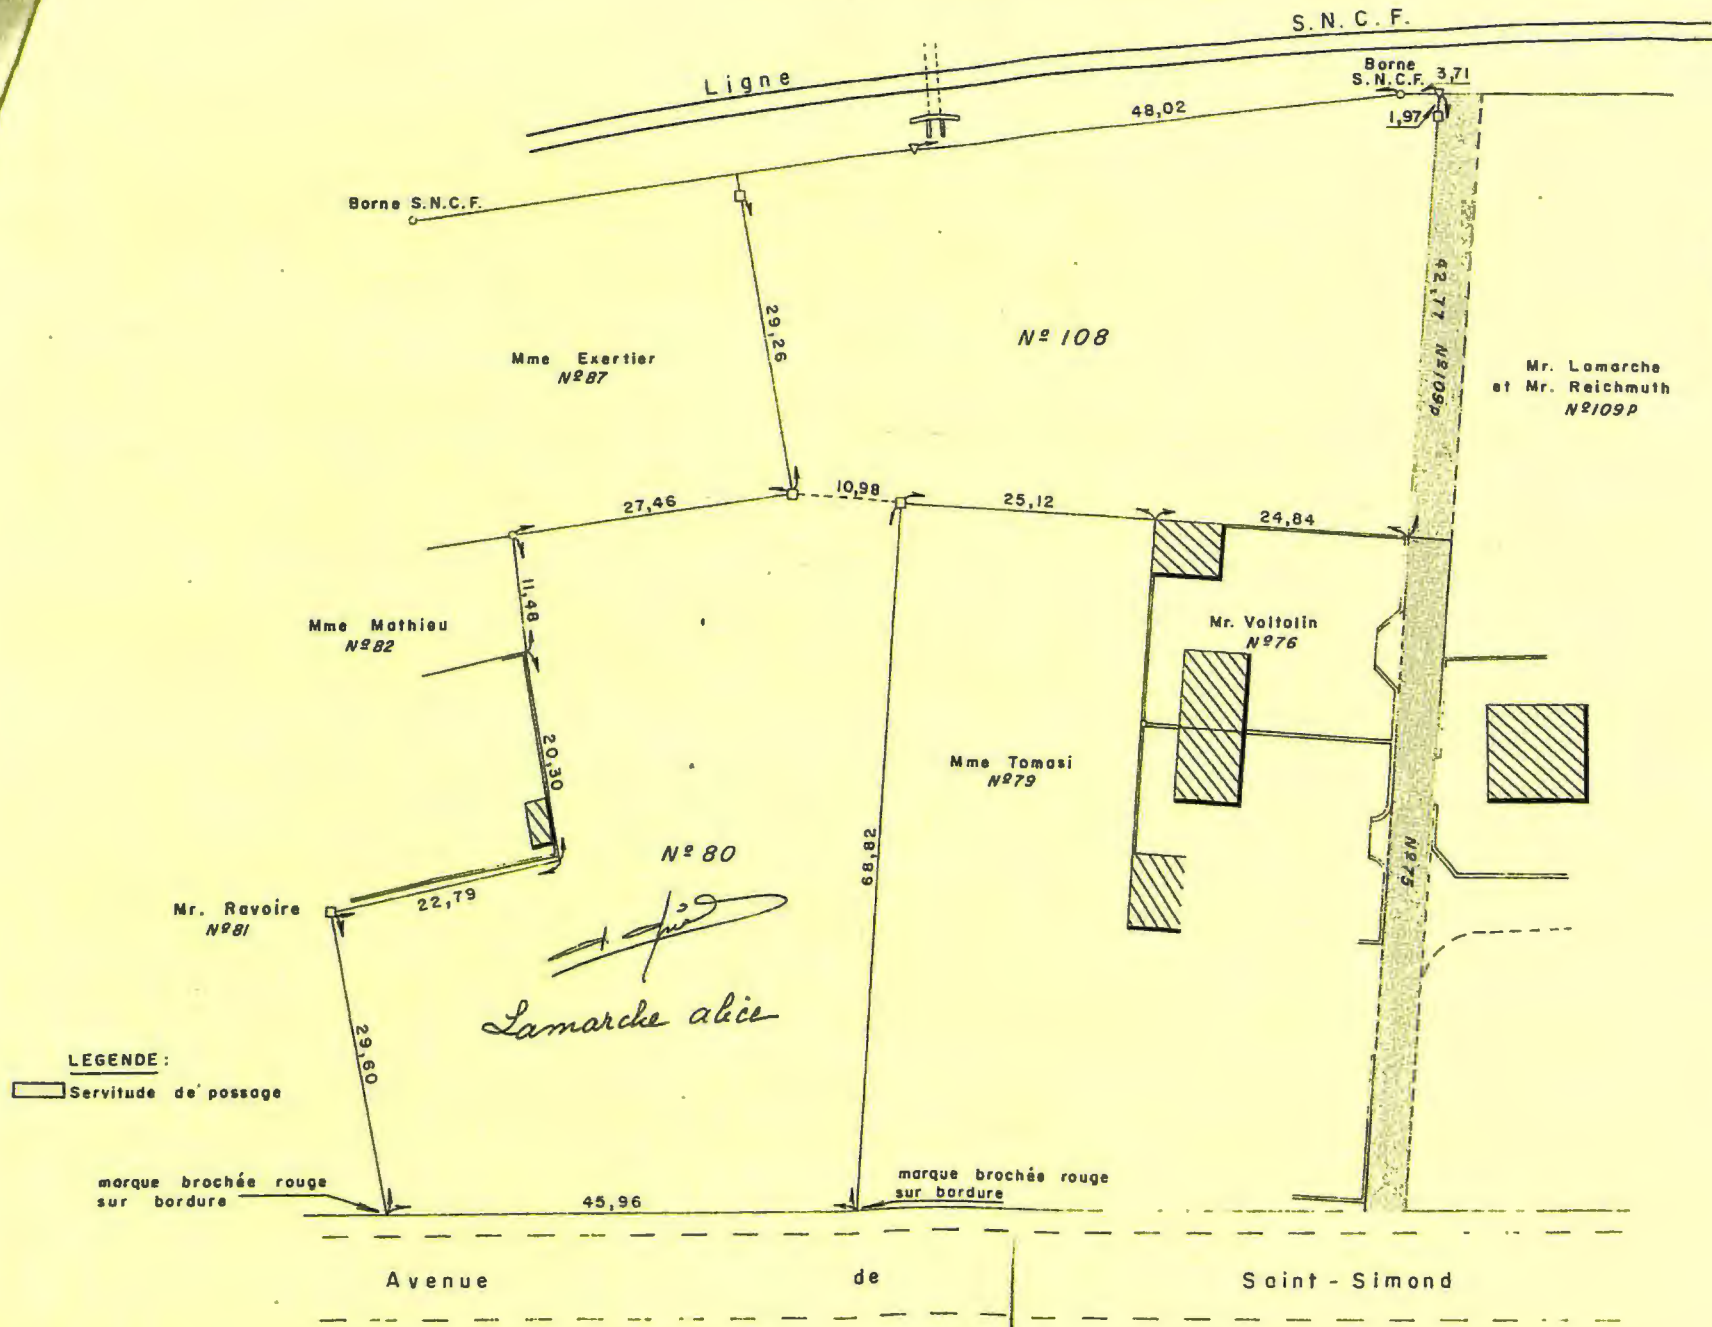 S.N.C.F.
Ligne
Borne
S.N.C.F.
3,71
48,02
1,97
Borne S.N.C.F.
29,26
Nº 108
42,77 Nº109p
Mme Exertier
Nº87
Mr. Lamarche
et Mr. Reichmuth
Nº109P
27,46
10,98
25,12
24,84
11,48
Mme Mathieu
Nº82
Mr. Voltolin
Nº76
20,30
Mme Tomasi
Nº79
68,82
Nº 80
Nº75
22,79
Mr. Ravoire
Nº81
Lamarche alice
29,60
LEGENDE :
Servitude de passage
marque brochée rouge
sur bordure
45,96
marque brochée rouge
sur bordure
Avenue de Saint-Simond